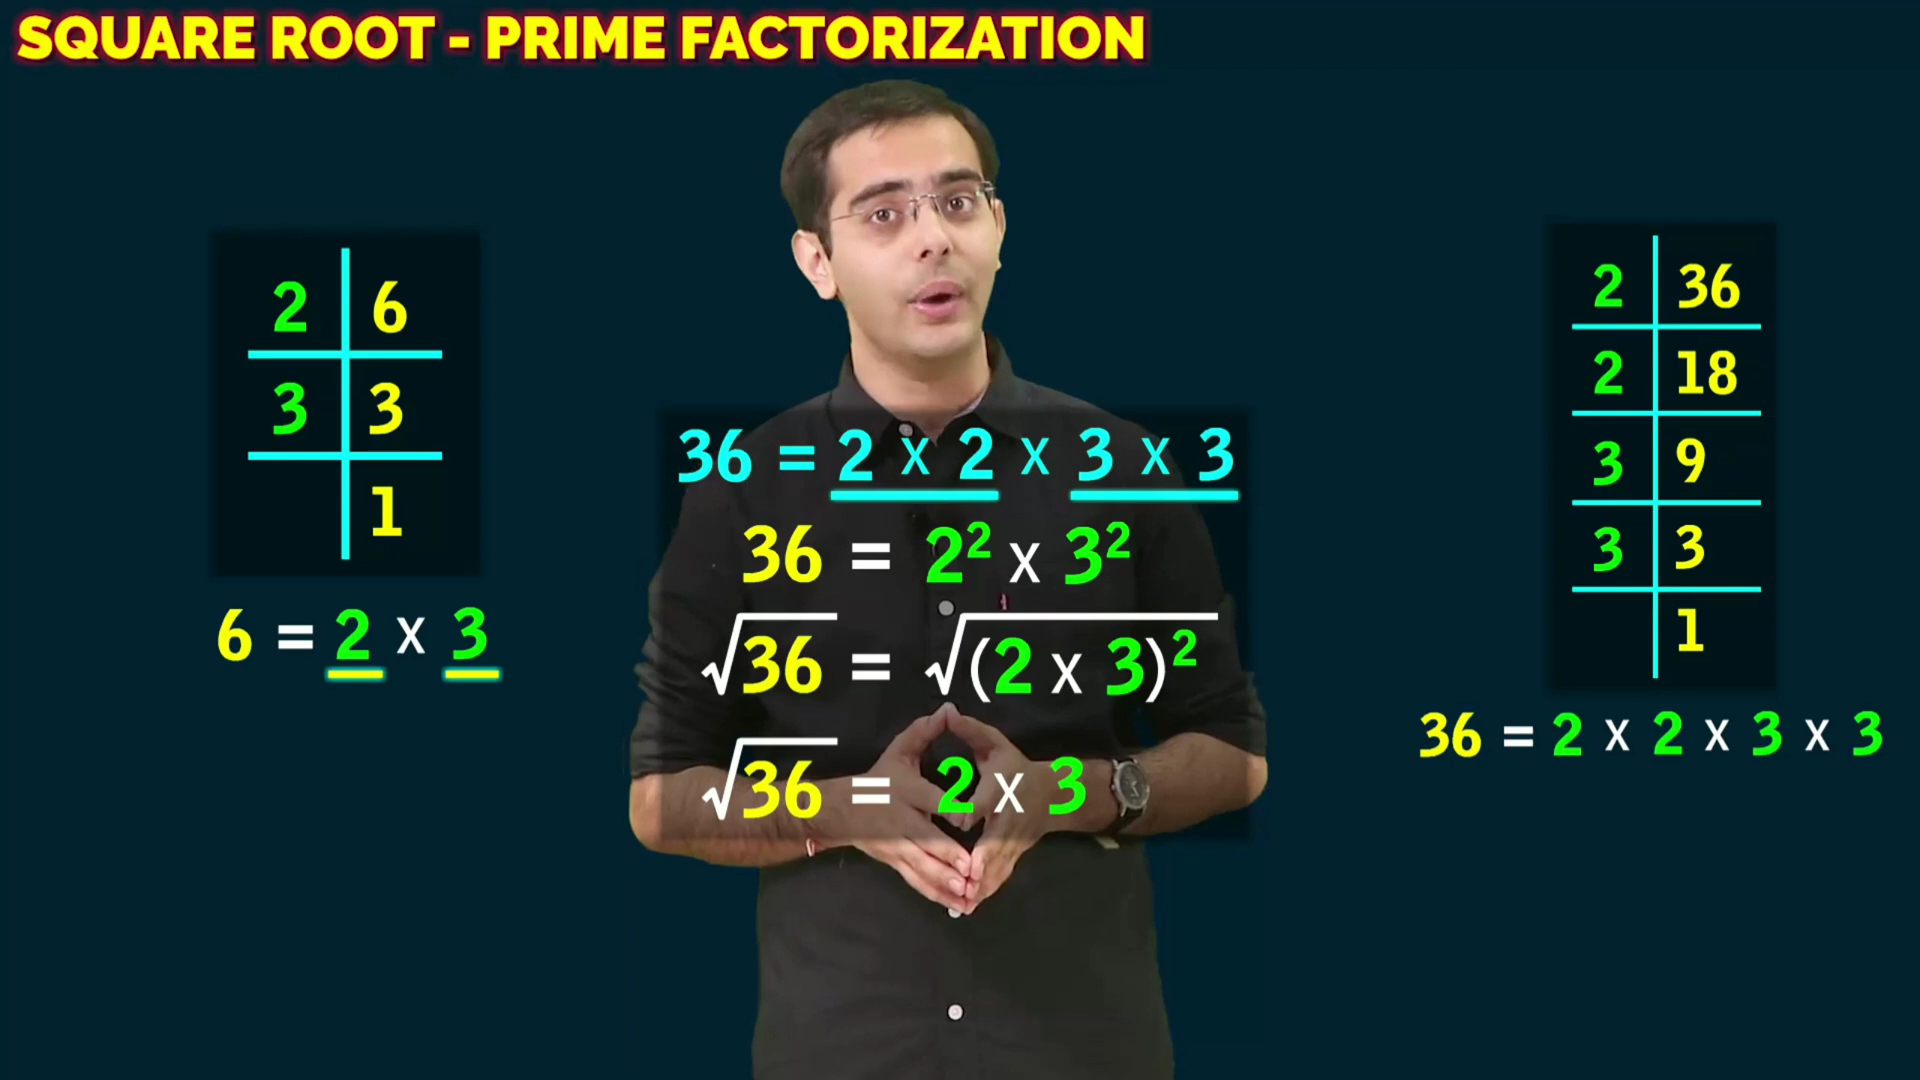 SQUARE ROOT - PRIME FACTORIZATION
2 6
3 3
1
6 = 2 x 3
36 = 2 x 2 x 3 x 3
36 = 2² x 3²
√36 = √(2 x 3)²
√36 = 2 x 3
2 36
2 18
3 9
3 3
1
36 = 2 x 2 x 3 x 3